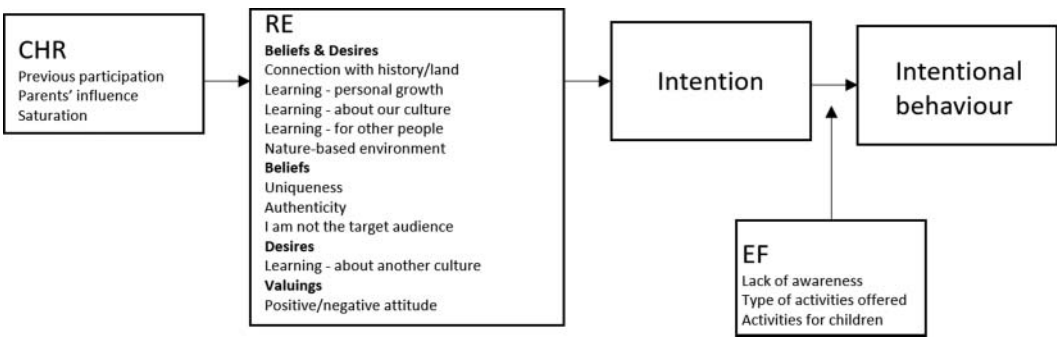 CHR
Previous participation
Parents' influence
Saturation
RE
Beliefs & Desires
Connection with history/land
Learning - personal growth
Learning - about our culture
Learning - for other people
Nature-based environment
Beliefs
Uniqueness
Authenticity
I am not the target audience
Desires
Learning - about another culture
Valuings
Positive/negative attitude
Intention
Intentional
behaviour
EF
Lack of awareness
Type of activities offered
Activities for children